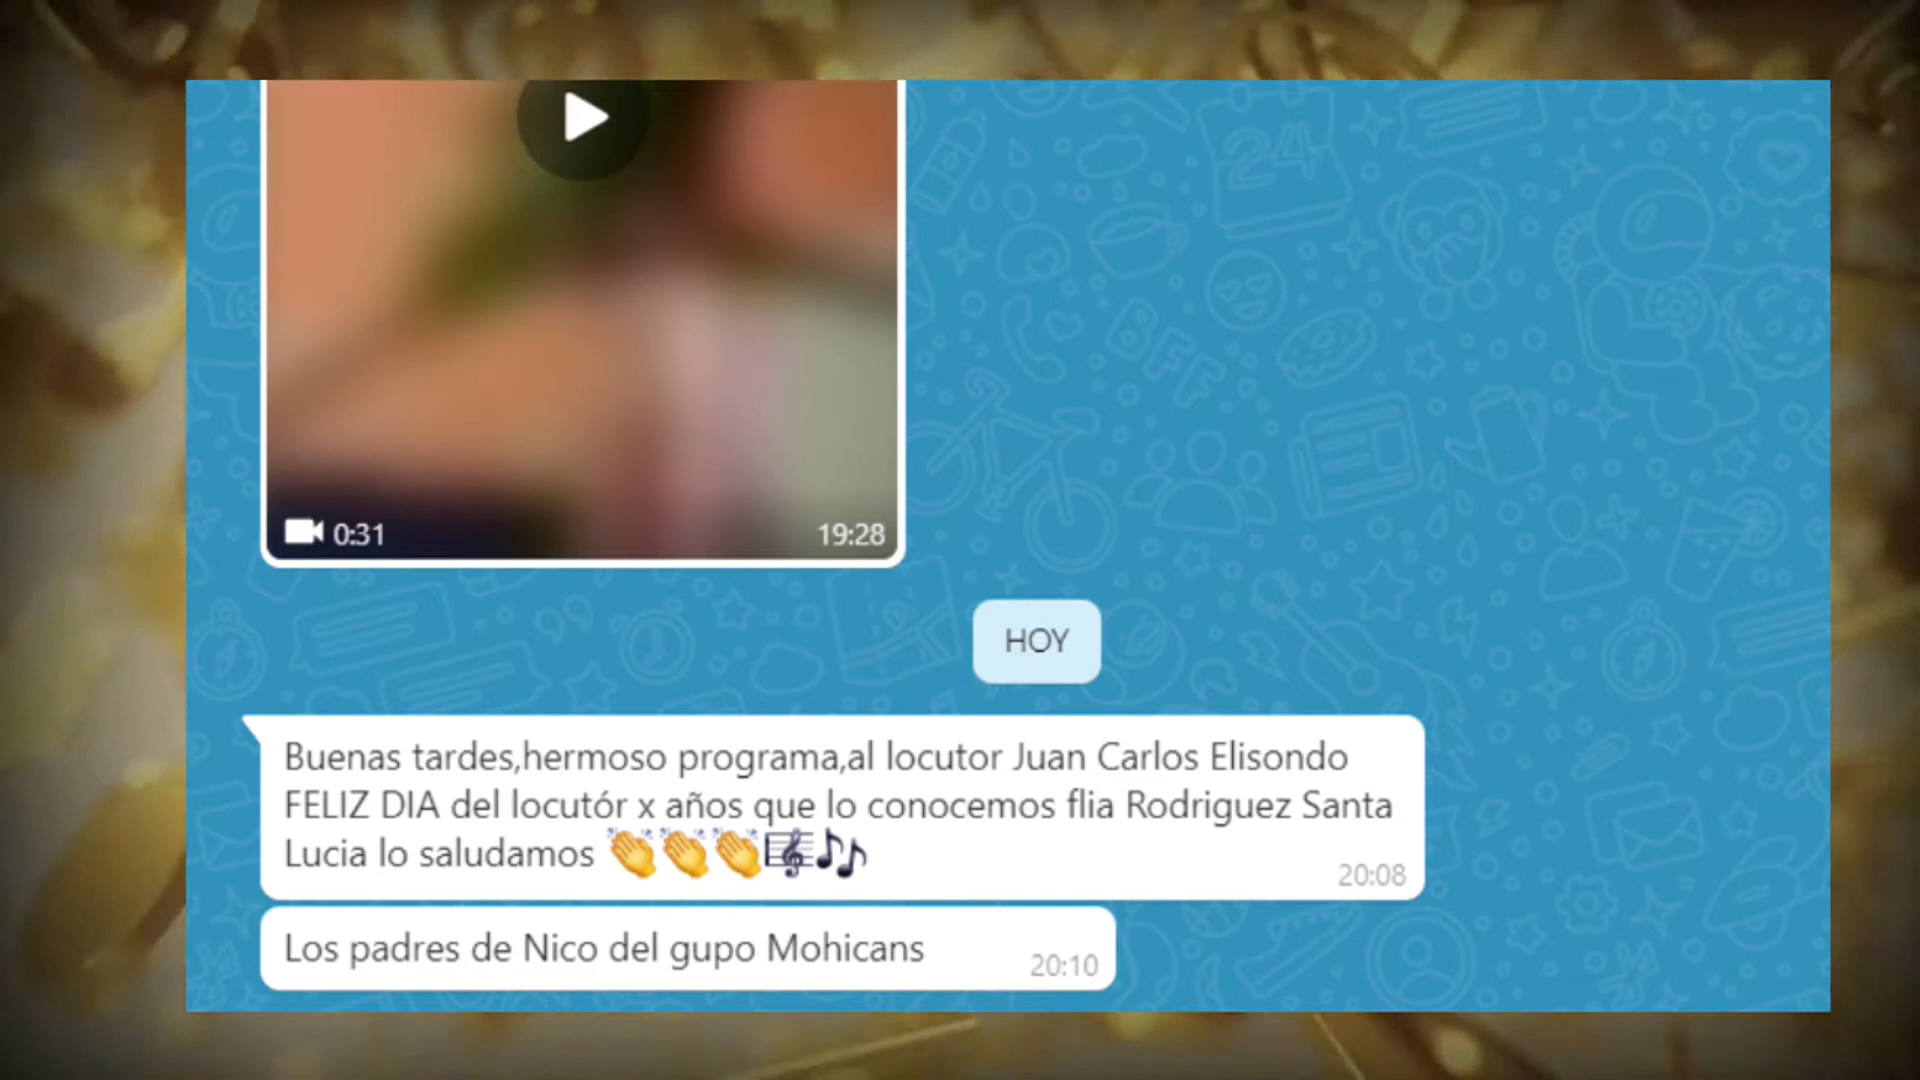 24
BFF
0:31
19:28
HOY
Buenas tardes,hermoso programa,al locutor Juan Carlos Elisondo
FELIZ DIA del locutór x años que lo conocemos flia Rodriguez Santa
Lucia lo saludamos 👏👏👏🎼🎶
20:08
Los padres de Nico del gupo Mohicans
20:10